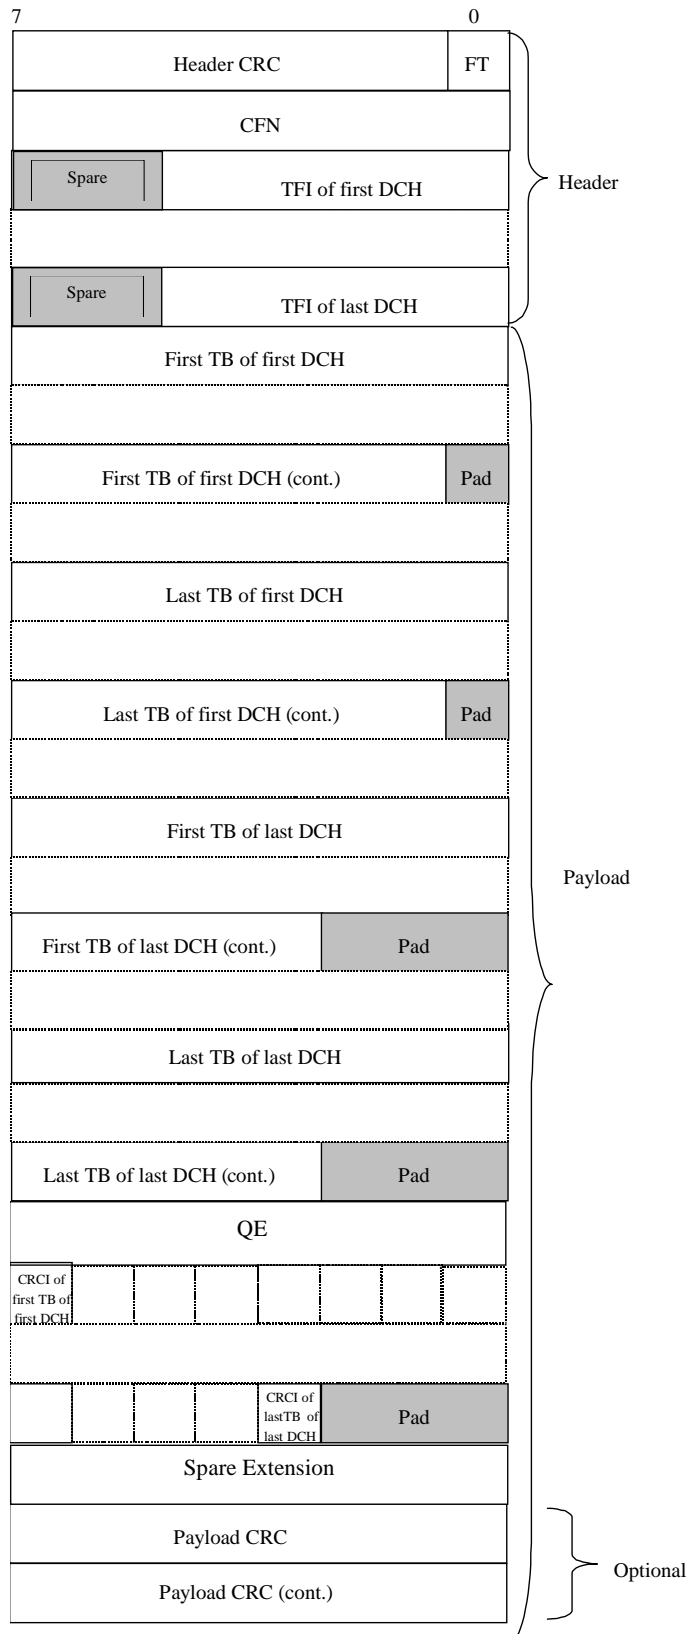 7 0
Header CRC FT
CFN
Spare TFI of first DCH
Header
Spare TFI of last DCH
First TB of first DCH
First TB of first DCH (cont.) Pad
Last TB of first DCH
Last TB of first DCH (cont.) Pad
First TB of last DCH
Payload
First TB of last DCH (cont.) Pad
Last TB of last DCH
Last TB of last DCH (cont.) Pad
QE
CRCI of
first TB of
first DCH
CRCI of
lastTB of
last DCH
Pad
Spare Extension
Payload CRC
Optional
Payload CRC (cont.)